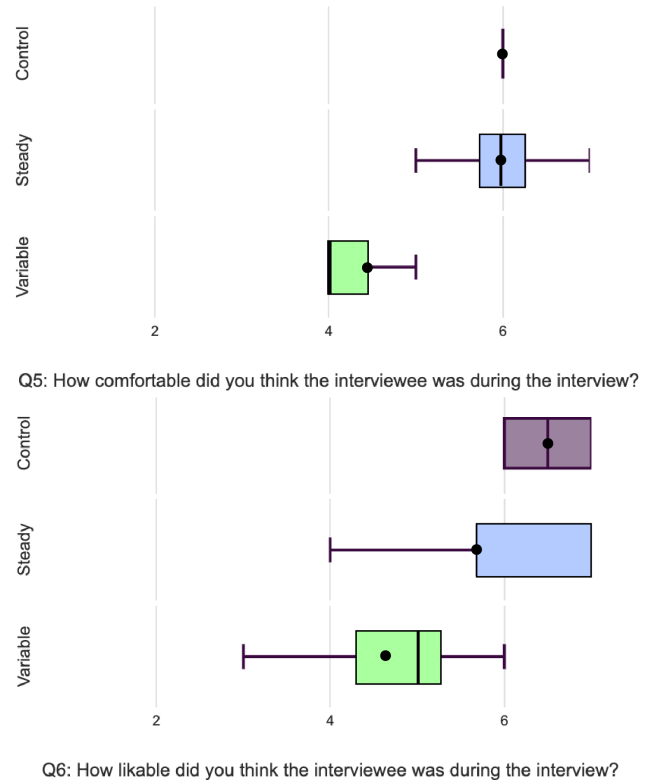 Control
Steady
Variable
2 4 6
Q5: How comfortable did you think the interviewee was during the interview?
Control
Steady
Variable
2 4 6
Q6: How likable did you think the interviewee was during the interview?